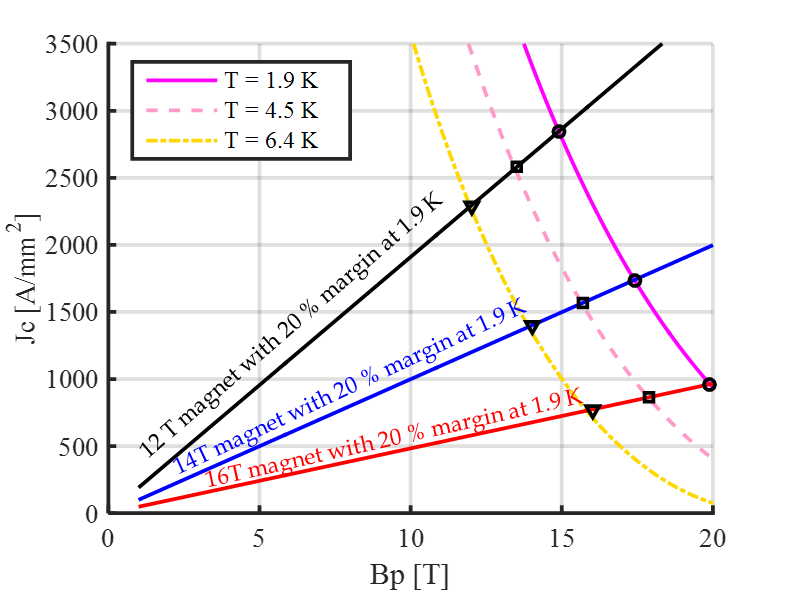 3500
3000
2500
2000
1500
1000
500
0
Jc [A/mm²]
T = 1.9 K
T = 4.5 K
T = 6.4 K
12 T magnet with 20 % margin at 1.9 K
14T magnet with 20 % margin at 1.9 K
16T magnet with 20 % margin at 1.9 K
0 5 10 15 20
Bp [T]